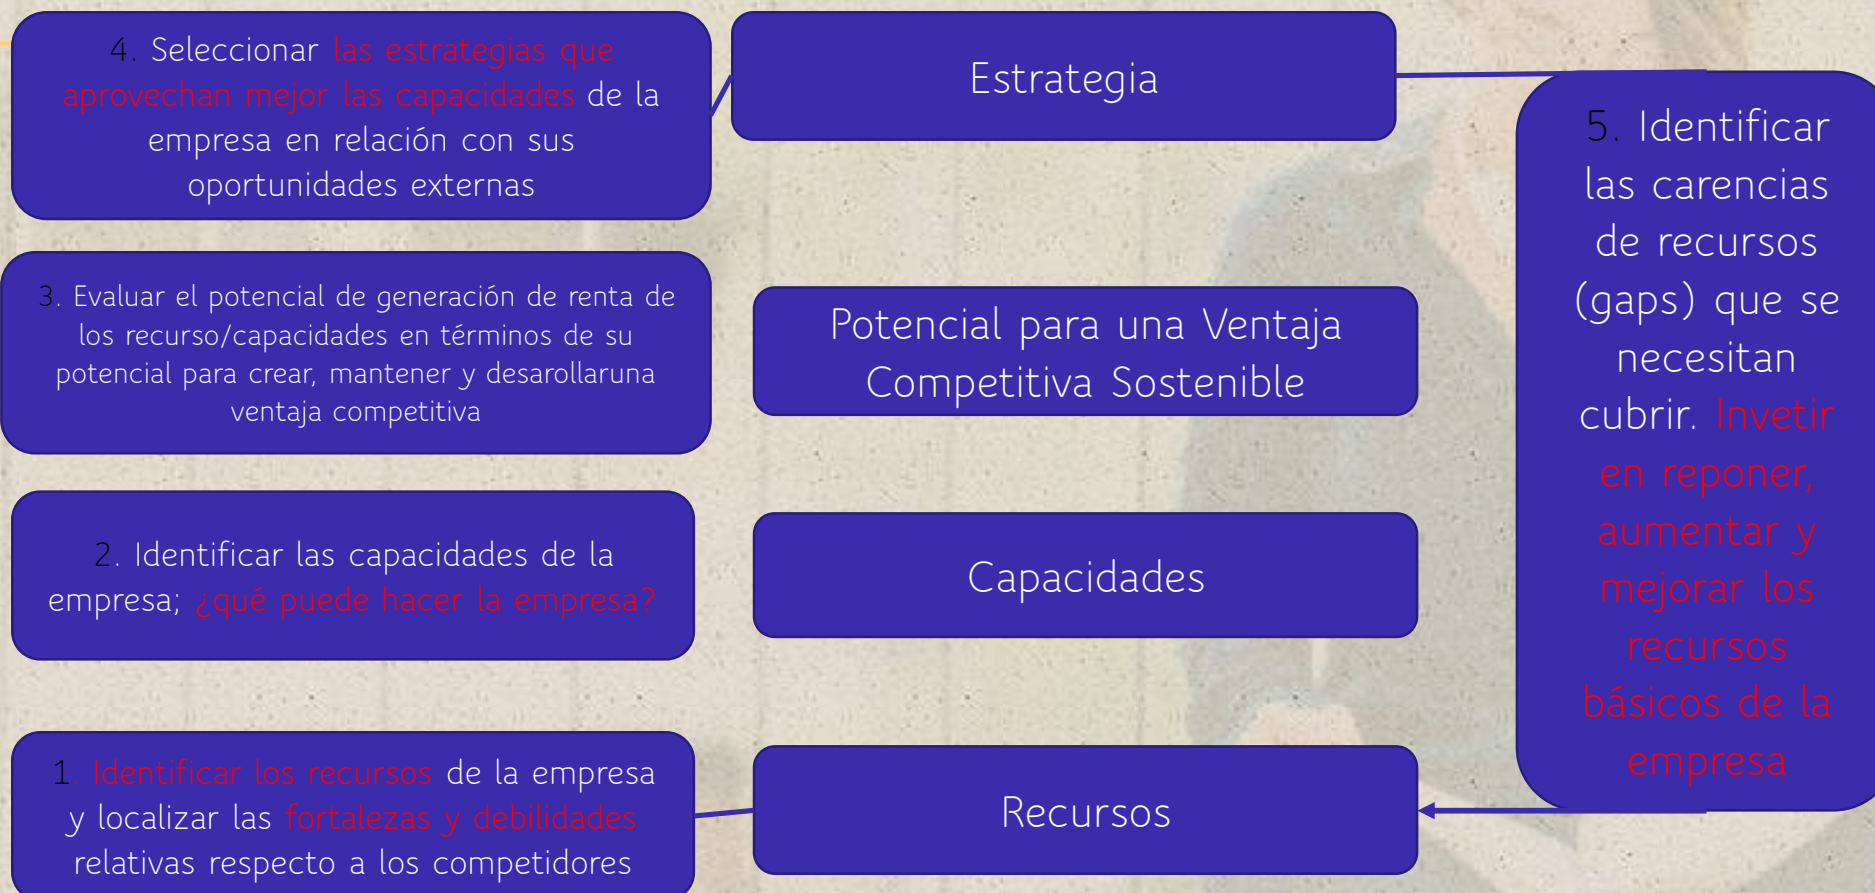 4. Seleccionar las estrategias que
aprovechan mejor las capacidades de la
empresa en relación con sus
oportunidades externas
Estrategia
5. Identificar
las carencias
de recursos
(gaps) que se
necesitan
cubrir. Invetir
en reponer,
aumentar y
mejorar los
recursos
básicos de la
empresa
3. Evaluar el potencial de generación de renta de
los recurso/capacidades en términos de su
potencial para crear, mantener y desarollaruna
ventaja competitiva
Potencial para una Ventaja
Competitiva Sostenible
2. Identificar las capacidades de la
empresa; ¿qué puede hacer la empresa?
Capacidades
1. Identificar los recursos de la empresa
y localizar las fortalezas y debilidades
relativas respecto a los competidores
Recursos